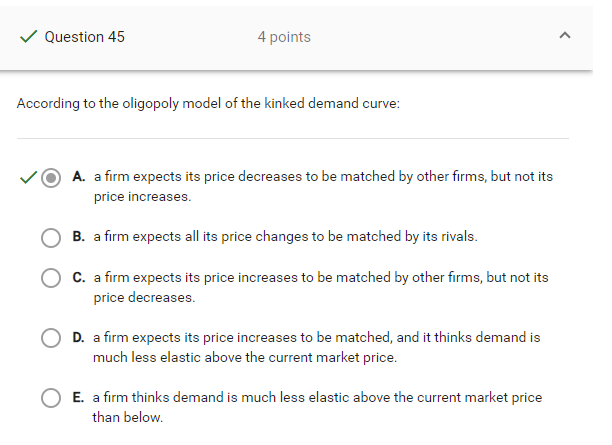 Question 45
4 points
According to the oligopoly model of the kinked demand curve:
A. a firm expects its price decreases to be matched by other firms, but not its
price increases.
B. a firm expects all its price changes to be matched by its rivals.
C. a firm expects its price increases to be matched by other firms, but not its
price decreases.
D. a firm expects its price increases to be matched, and it thinks demand is
much less elastic above the current market price.
E. a firm thinks demand is much less elastic above the current market price
than below.